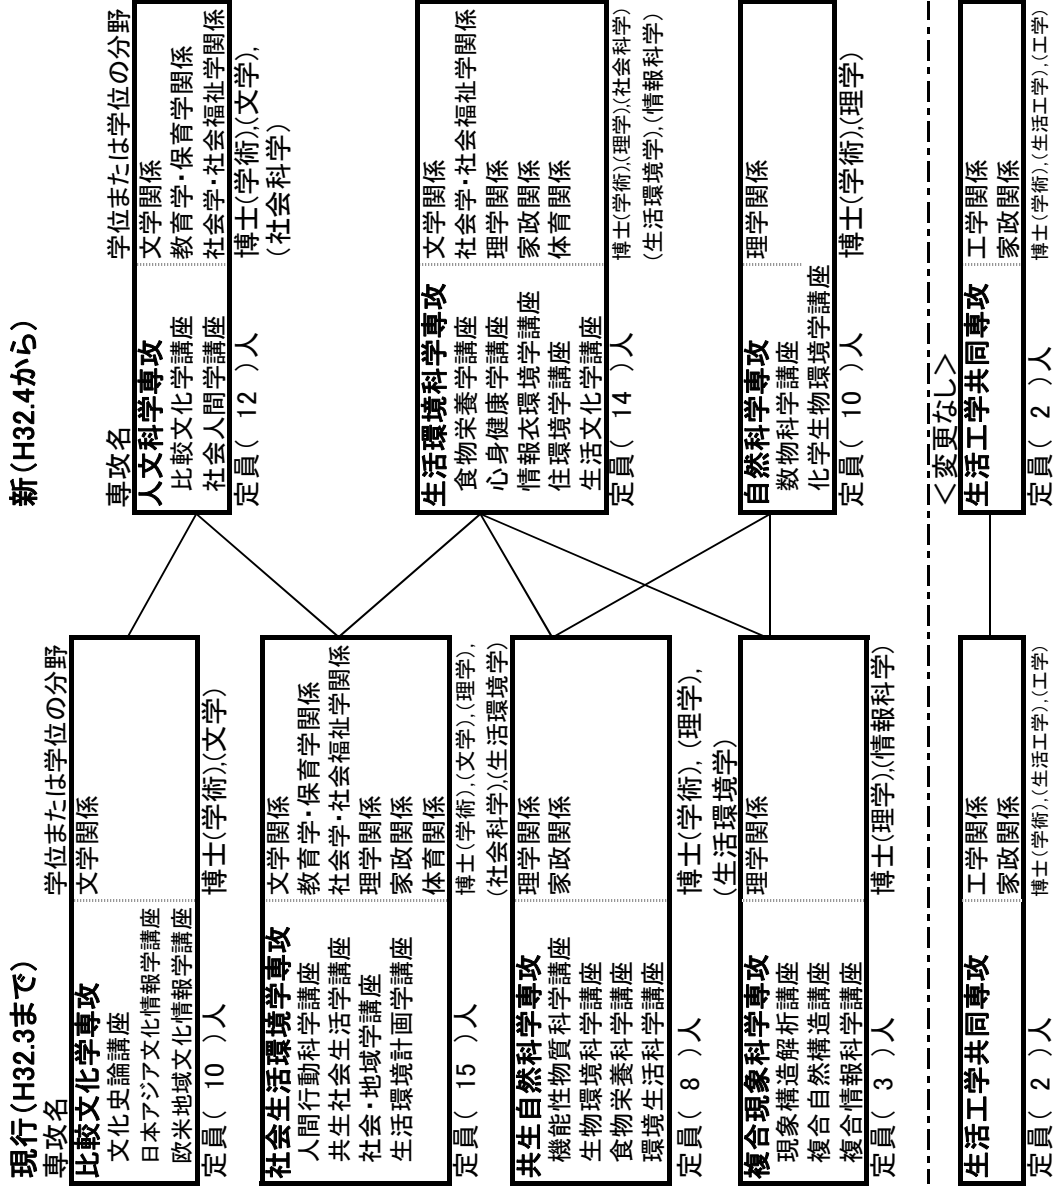 現行(H32.3まで)
専攻名
学位または学位の分野
比較文化学専攻
文学関係
文化史論講座
日本アジア文化情報学講座
欧米地域文化情報学講座
定員( 10 )人
博士(学術),(文学)
社会生活環境学専攻
文学関係
人間行動科学講座
教育学・保育学関係
共生社会生活学講座
社会学・社会福祉学関係
社会・地域学講座
理学関係
生活環境計画学講座
家政関係
体育関係
定員( 15 )人
博士(学術),(文学),(理学),
(社会科学),(生活環境学)
共生自然科学専攻
理学関係
機能性物質科学講座
家政関係
生物環境科学講座
食物栄養科学講座
環境生活科学講座
定員( 8 )人
博士(学術),(理学),
(生活環境学)
複合現象科学専攻
理学関係
現象構造解析講座
複合自然構造講座
複合情報科学講座
定員( 3 )人
博士(理学),(情報科学)
生活工学共同専攻
工学関係
家政関係
定員( 2 )人
博士(学術),(生活工学),(工学)
新(H32.4から)
専攻名
学位または学位の分野
人文科学専攻
文学関係
比較文化学講座
教育学・保育学関係
社会人間学講座
社会学・社会福祉学関係
定員( 12 )人
博士(学術),(文学),
(社会科学)
生活環境科学専攻
文学関係
食物栄養学講座
社会学・社会福祉学関係
心身健康学講座
理学関係
情報衣環境学講座
家政関係
住環境学講座
体育関係
生活文化学講座
定員( 14 )人
博士(学術),(理学),(社会科学)
(生活環境学),(情報科学)
自然科学専攻
理学関係
数物科学講座
化学生物環境学講座
定員( 10 )人
博士(学術),(理学)
<変更なし>
生活工学共同専攻
工学関係
家政関係
定員( 2 )人
博士(学術),(生活工学),(工学)